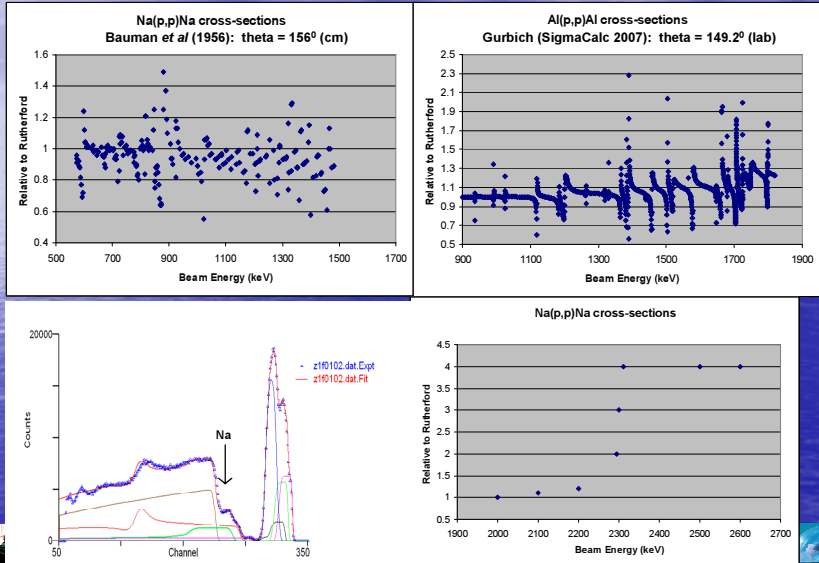 Na(p,p)Na cross-sections
Bauman et al (1956): theta = 156⁰ (cm)
Relative to Rutherford
1.6
1.4
1.2
1
0.8
0.6
0.4
500 700 900 1100 1300 1500 1700
Beam Energy (keV)
Al(p,p)Al cross-sections
Gurbich (SigmaCalc 2007): theta = 149.2⁰ (lab)
Relative to Rutherford
2.5
2.3
2.1
1.9
1.7
1.5
1.3
1.1
0.9
0.7
0.5
900 1100 1300 1500 1700 1900
Beam Energy (keV)
20000
Counts
0
50 Channel 350
Na
z1f0102.dat.Expt
z1f0102.dat.Fit
Na(p,p)Na cross-sections
Relative to Rutherford
4.5
4
3.5
3
2.5
2
1.5
1
0.5
1900 2000 2100 2200 2300 2400 2500 2600 2700
Beam Energy (keV)